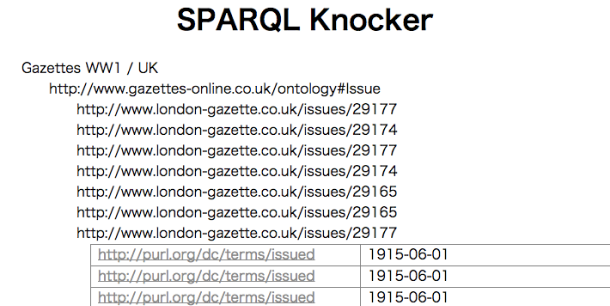 SPARQL Knocker
Gazettes WW1 / UK
http://www.gazettes-online.co.uk/ontology#Issue
http://www.london-gazette.co.uk/issues/29177
http://www.london-gazette.co.uk/issues/29174
http://www.london-gazette.co.uk/issues/29177
http://www.london-gazette.co.uk/issues/29174
http://www.london-gazette.co.uk/issues/29165
http://www.london-gazette.co.uk/issues/29165
http://www.london-gazette.co.uk/issues/29177
http://purl.org/dc/terms/issued 1915-06-01
http://purl.org/dc/terms/issued 1915-06-01
http://purl.org/dc/terms/issued 1915-06-01